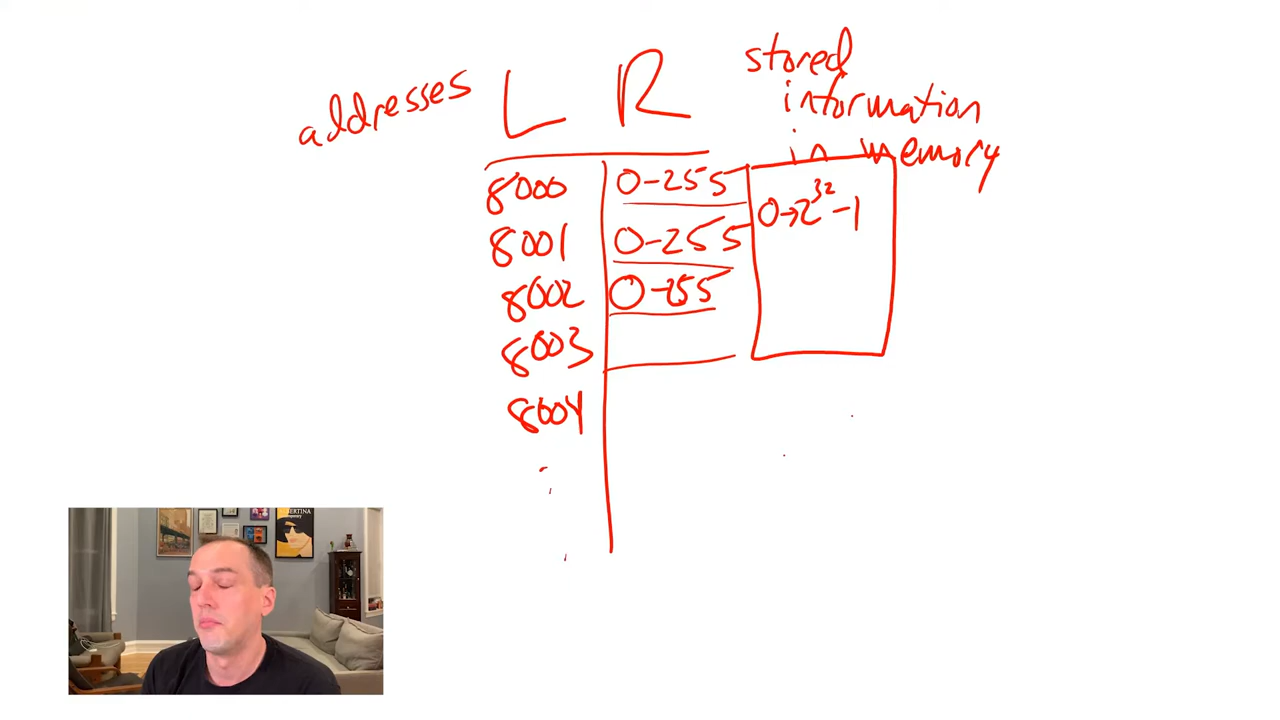 addresses L R stored
information
in memory
8000 0-255 0→2³²-1
8001 0-255
8002 0-255
8003
8004